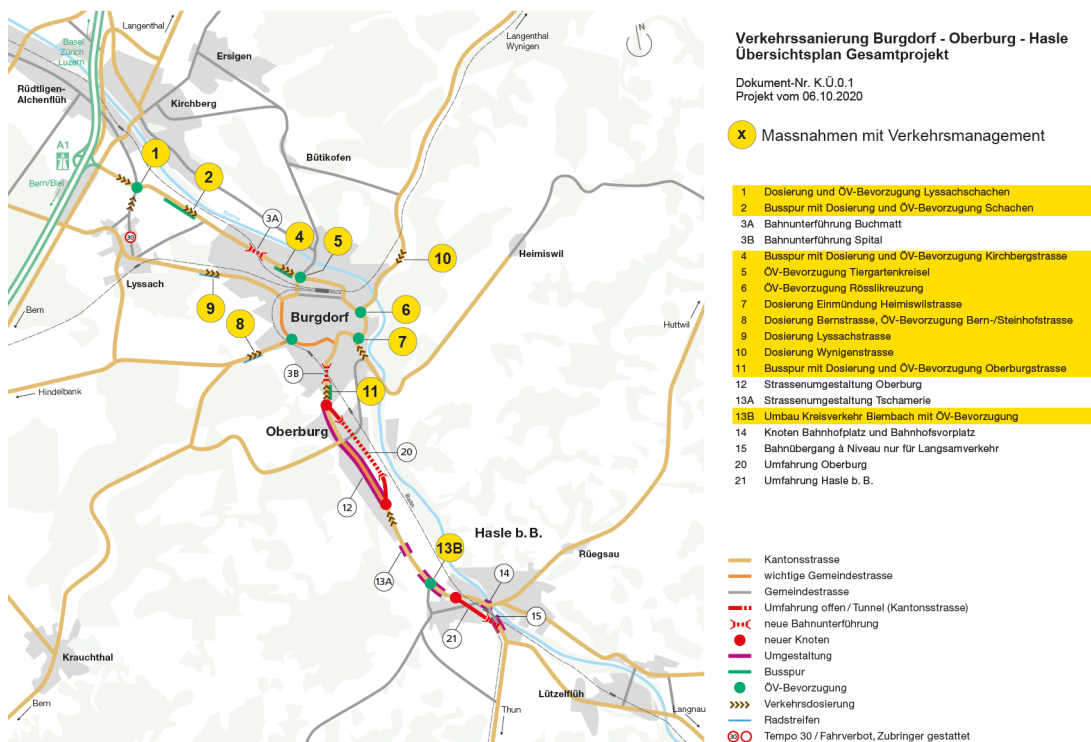 Verkehrssanierung Burgdorf - Oberburg - Hasle
Übersichtsplan Gesamtprojekt
Dokument-Nr. K.Ü.0.1
Projekt vom 06.10.2020
X Massnahmen mit Verkehrsmanagement
1 Dosierung und ÖV-Bevorzugung Lyssachschachen
2 Busspur mit Dosierung und ÖV-Bevorzugung Schachen
3A Bahnunterführung Buchmatt
3B Bahnunterführung Spital
4 Busspur mit Dosierung und ÖV-Bevorzugung Kirchbergstrasse
5 ÖV-Bevorzugung Tiergartenkreisel
6 ÖV-Bevorzugung Rösslikreuzung
7 Dosierung Einmündung Heimiswilstrasse
8 Dosierung Bernstrasse, ÖV-Bevorzugung Bern-/Steinhofstrasse
9 Dosierung Lyssachstrasse
10 Dosierung Wynigenstrasse
11 Busspur mit Dosierung und ÖV-Bevorzugung Oberburgstrasse
12 Strassenumgestaltung Oberburg
13A Strassenumgestaltung Tschamerie
13B Umbau Kreisverkehr Biembach mit ÖV-Bevorzugung
14 Knoten Bahnhofplatz und Bahnhofsvorplatz
15 Bahnübergang à Niveau nur für Langsamverkehr
20 Umfahrung Oberburg
21 Umfahrung Hasle b. B.
Kantonsstrasse
wichtige Gemeindestrasse
Gemeindestrasse
Umfahrung offen / Tunnel (Kantonsstrasse)
neue Bahnunterführung
neuer Knoten
Umgestaltung
Busspur
ÖV-Bevorzugung
Verkehrsdosierung
Radstreifen
30 Tempo 30 / Fahrverbot, Zubringer gestattet
N
Langenthal
Basel
Zürich
Luzern
Ersigen
Langenthal
Wynigen
Rüdtligen-
Alchenflüh
Kirchberg
A1
1
Bütikofen
Bern/Biel
2
3A
30
4
5
10
Heimiswil
Lyssach
9
Bern
Burgdorf
6
8
7
Huttwil
3B
11
Hindelbank
Oberburg
20
12
Bahn
Hasle b. B.
13B
Rüegsau
13A
14
15
21
Krauchthal
Lützelflüh
Bern
Thun
Langnau